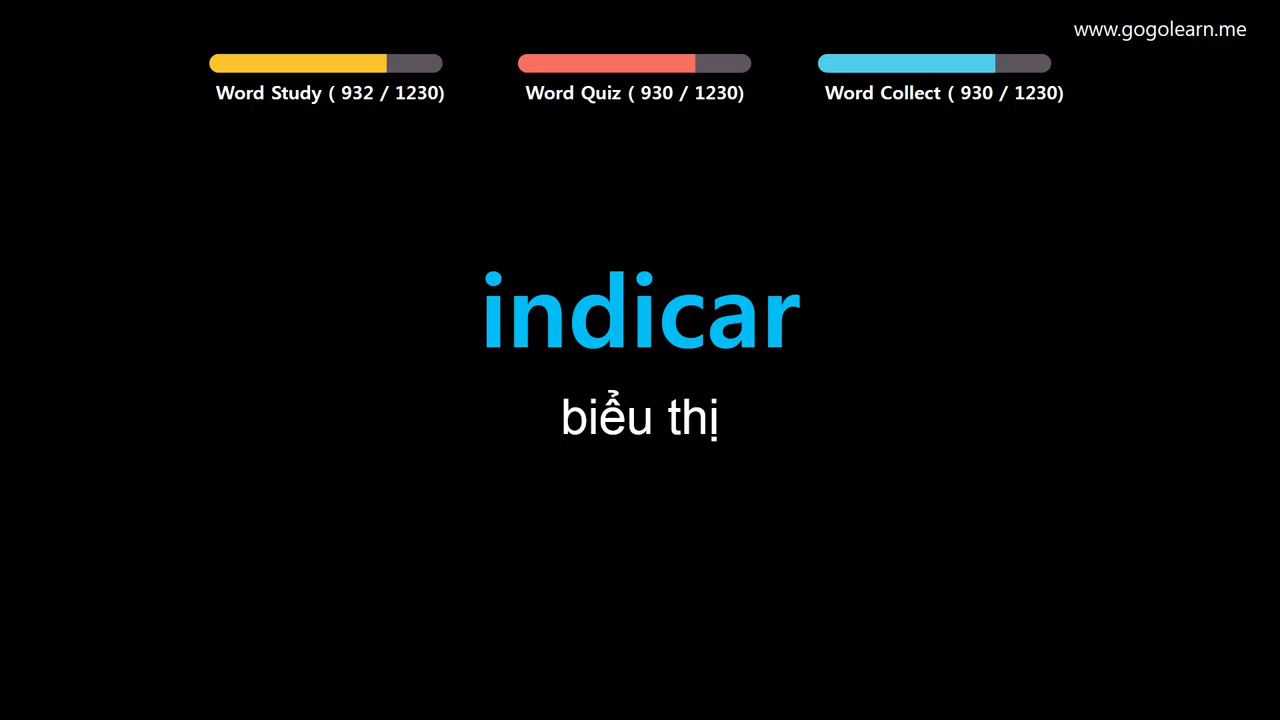 www.gogolearn.me
Word Study ( 932 / 1230)
Word Quiz ( 930 / 1230)
Word Collect ( 930 / 1230)
indicar
biểu thị